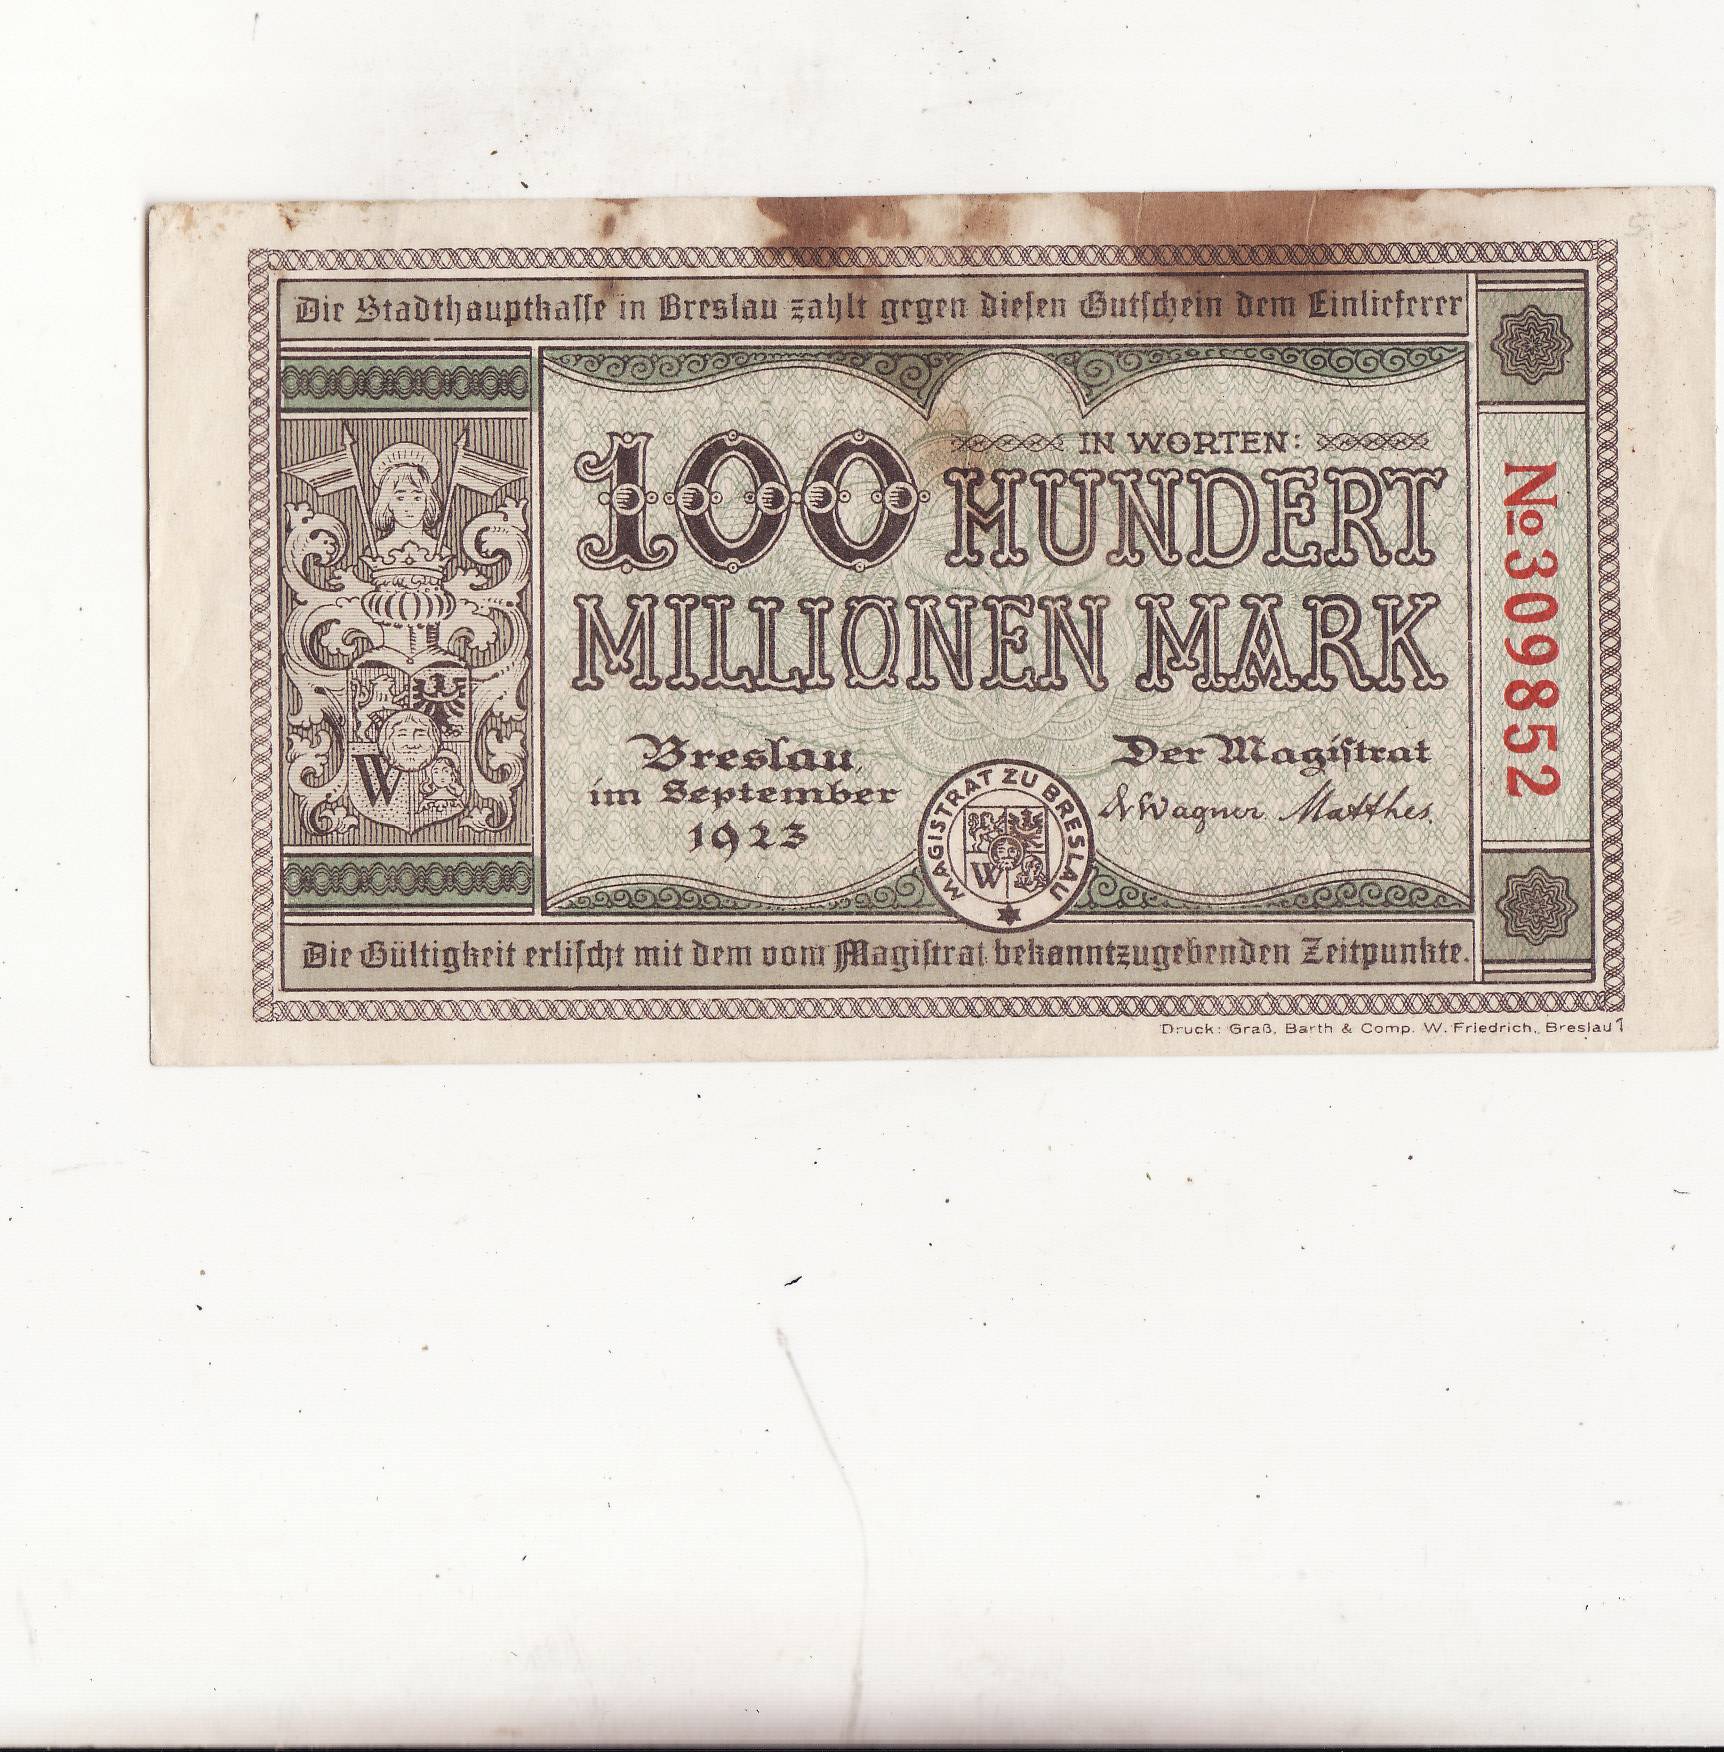 Die Stadthauptkasse in Breslau zahlt gegen diesen Gutschein dem Einlieferer
100
IN WORTEN:
HUNDERT
MILLIONEN MARK
Breslau,
im September
1923
Der Magistrat
Wagner Matthes.
MAGISTRAT ZU BRESLAU
W
W
Die Gültigkeit erlischt mit dem vom Magistrat bekanntzugebenden Zeitpunkte.
No 309852
Druck: Graß, Barth & Comp. W. Friedrich, Breslau 1